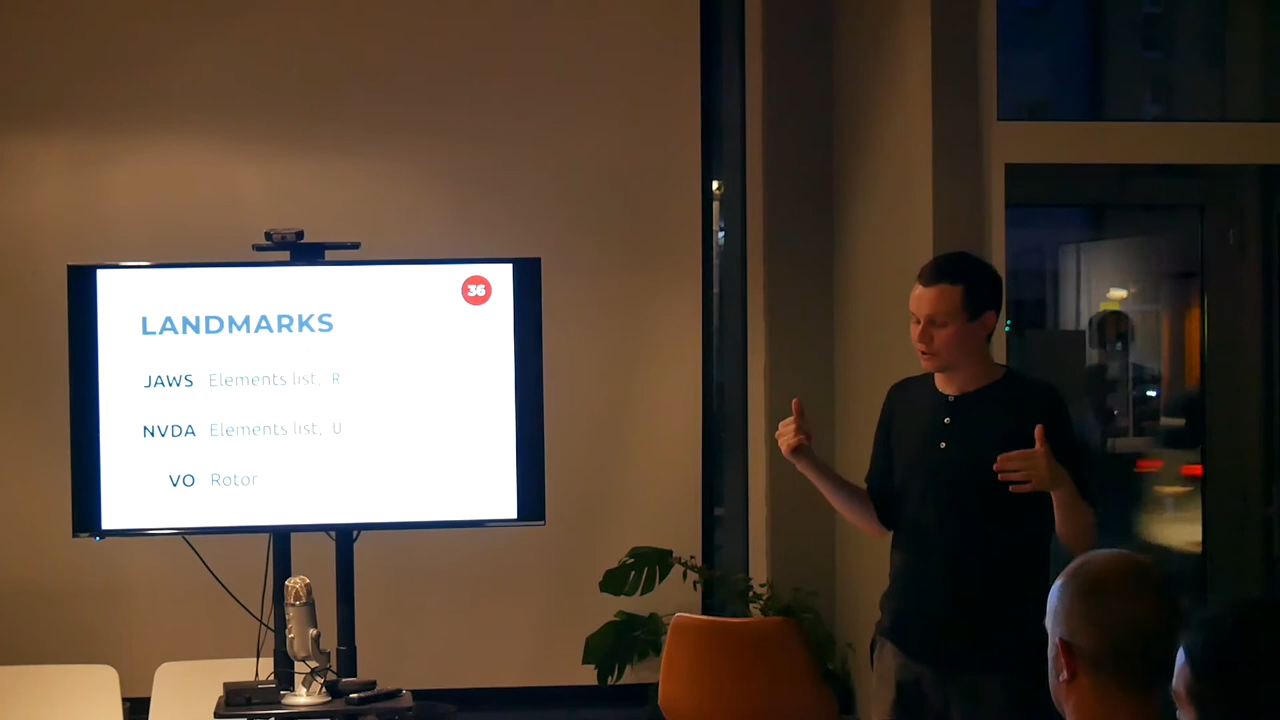 36
LANDMARKS
JAWS Elements list, R
NVDA Elements list, U
VO Rotor